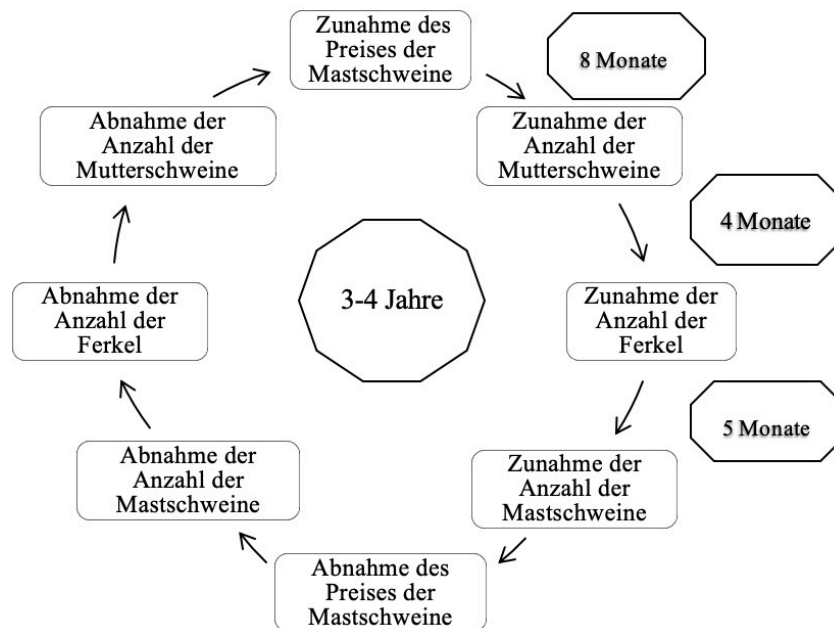 Zunahme des
Preises der
Mastschweine
8 Monate
Zunahme der
Anzahl der
Mutterschweine
4 Monate
Zunahme der
Anzahl der
Ferkel
5 Monate
Zunahme der
Anzahl der
Mastschweine
Abnahme des
Preises der
Mastschweine
Abnahme der
Anzahl der
Mastschweine
Abnahme der
Anzahl der
Ferkel
Abnahme der
Anzahl der
Mutterschweine
3-4 Jahre